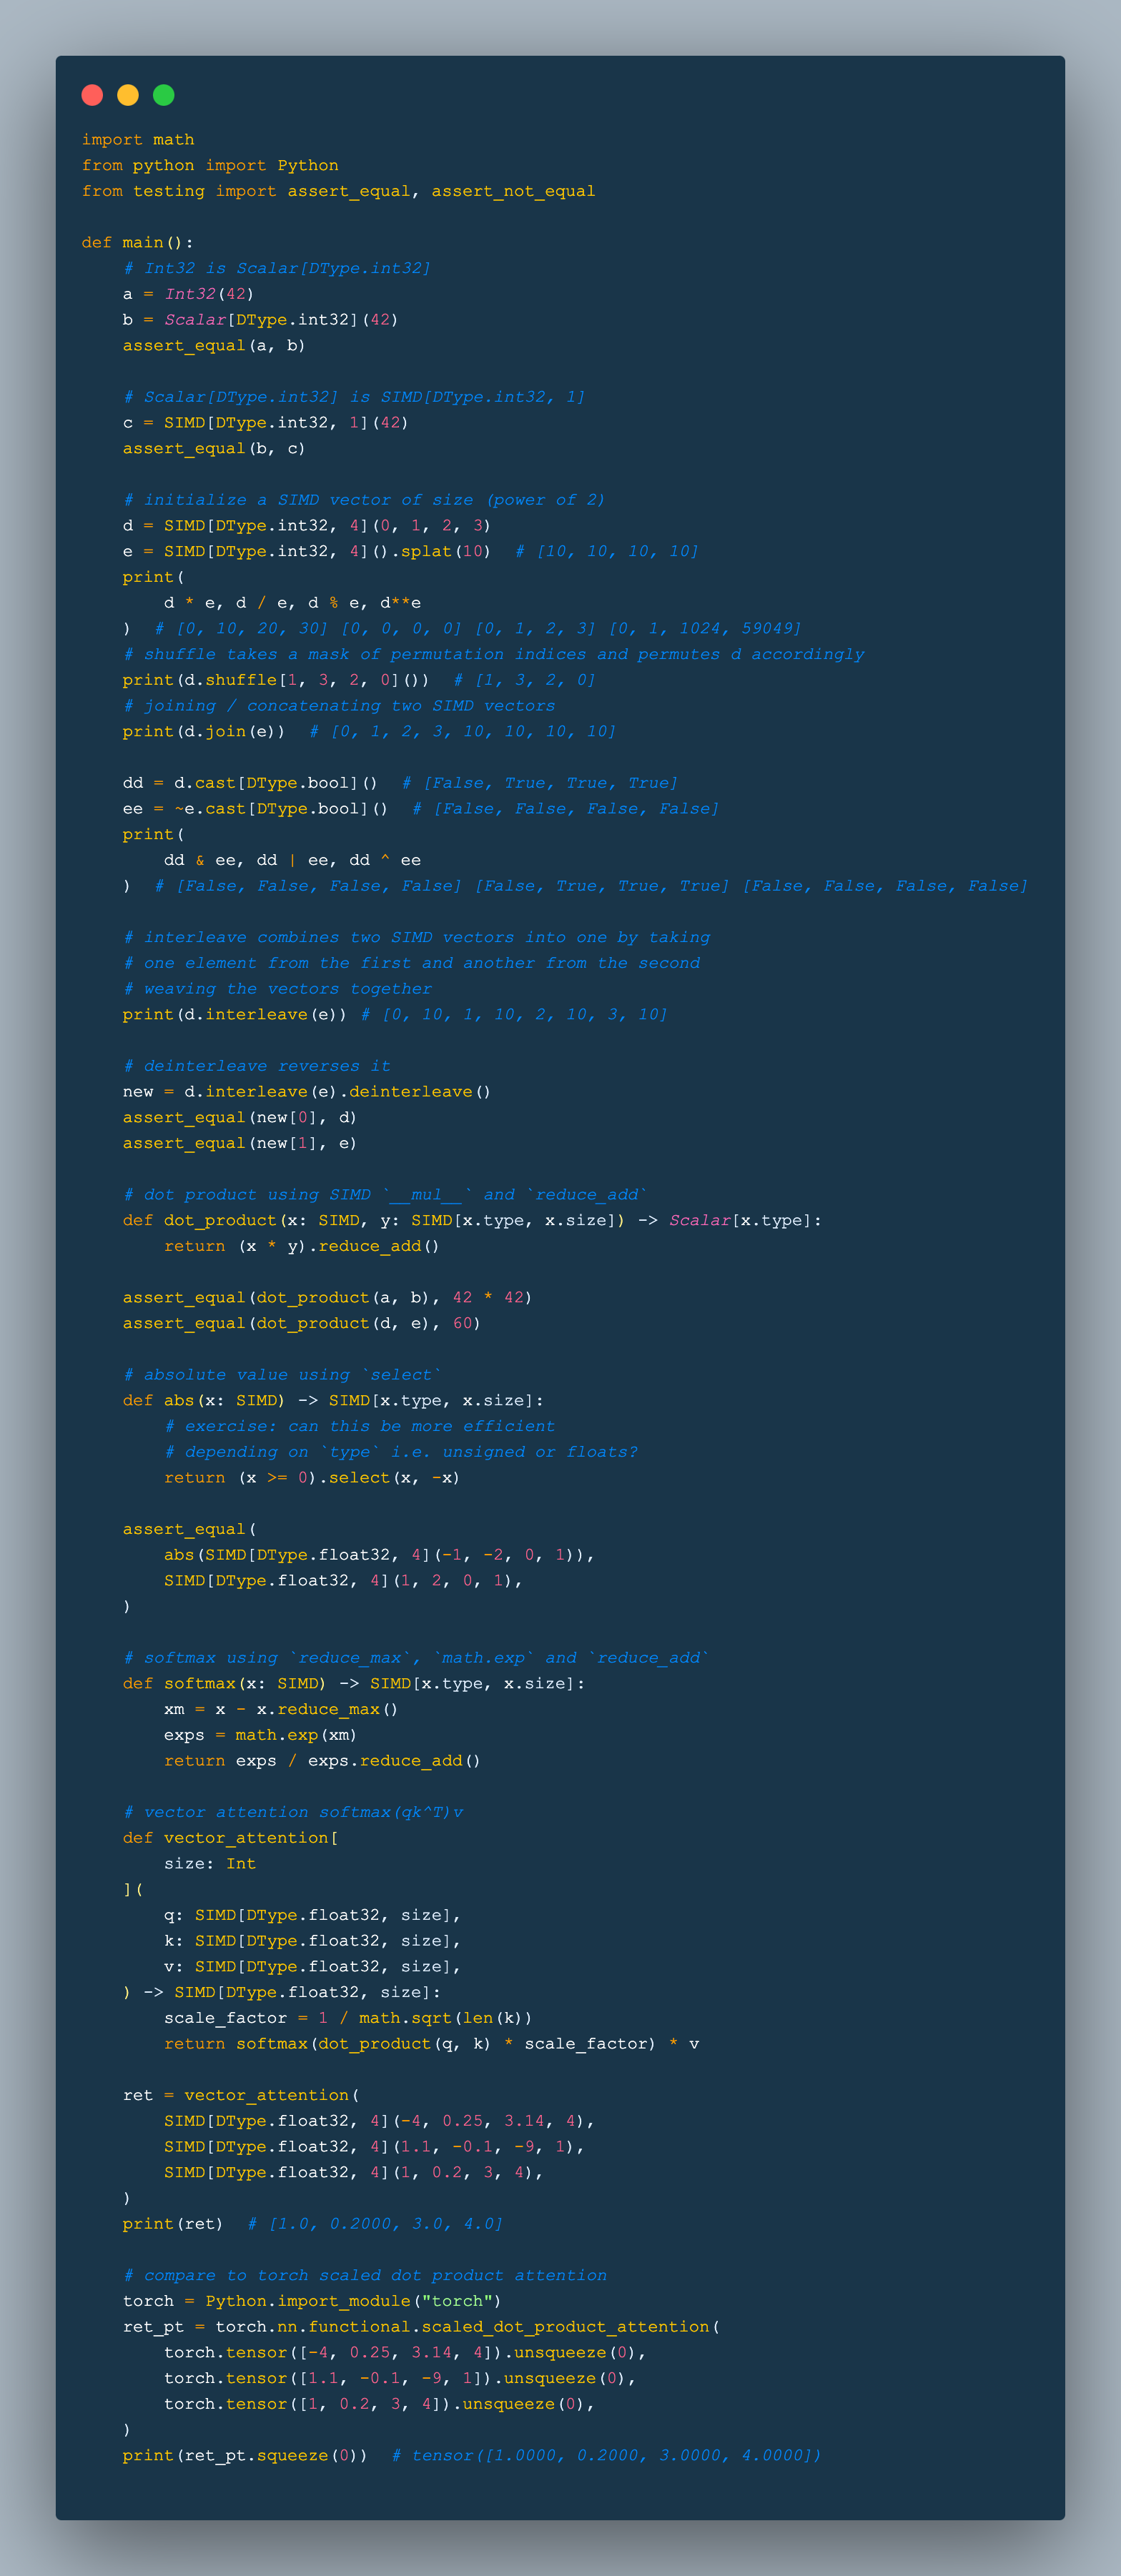 import math
from python import Python
from testing import assert_equal, assert_not_equal

def main():
    # Int32 is Scalar[DType.int32]
    a = Int32(42)
    b = Scalar[DType.int32](42)
    assert_equal(a, b)

    # Scalar[DType.int32] is SIMD[DType.int32, 1]
    c = SIMD[DType.int32, 1](42)
    assert_equal(b, c)

    # initialize a SIMD vector of size (power of 2)
    d = SIMD[DType.int32, 4](0, 1, 2, 3)
    e = SIMD[DType.int32, 4]().splat(10)  # [10, 10, 10, 10]
    print(
        d * e, d / e, d % e, d**e
    )  # [0, 10, 20, 30] [0, 0, 0, 0] [0, 1, 2, 3] [0, 1, 1024, 59049]
    # shuffle takes a mask of permutation indices and permutes d accordingly
    print(d.shuffle[1, 3, 2, 0]())  # [1, 3, 2, 0]
    # joining / concatenating two SIMD vectors
    print(d.join(e))  # [0, 1, 2, 3, 10, 10, 10, 10]

    dd = d.cast[DType.bool]()  # [False, True, True, True]
    ee = ~e.cast[DType.bool]()  # [False, False, False, False]
    print(
        dd & ee, dd | ee, dd ^ ee
    )  # [False, False, False, False] [False, True, True, True] [False, False, False, False]

    # interleave combines two SIMD vectors into one by taking
    # one element from the first and another from the second
    # weaving the vectors together
    print(d.interleave(e)) # [0, 10, 1, 10, 2, 10, 3, 10]

    # deinterleave reverses it
    new = d.interleave(e).deinterleave()
    assert_equal(new[0], d)
    assert_equal(new[1], e)

    # dot product using SIMD `__mul__` and `reduce_add`
    def dot_product(x: SIMD, y: SIMD[x.type, x.size]) -> Scalar[x.type]:
        return (x * y).reduce_add()

    assert_equal(dot_product(a, b), 42 * 42)
    assert_equal(dot_product(d, e), 60)

    # absolute value using `select`
    def abs(x: SIMD) -> SIMD[x.type, x.size]:
        # exercise: can this be more efficient
        # depending on `type` i.e. unsigned or floats?
        return (x >= 0).select(x, -x)

    assert_equal(
        abs(SIMD[DType.float32, 4](-1, -2, 0, 1)),
        SIMD[DType.float32, 4](1, 2, 0, 1),
    )

    # softmax using `reduce_max`, `math.exp` and `reduce_add`
    def softmax(x: SIMD) -> SIMD[x.type, x.size]:
        xm = x - x.reduce_max()
        exps = math.exp(xm)
        return exps / exps.reduce_add()

    # vector attention softmax(qk^T)v
    def vector_attention[
        size: Int
    ](
        q: SIMD[DType.float32, size],
        k: SIMD[DType.float32, size],
        v: SIMD[DType.float32, size],
    ) -> SIMD[DType.float32, size]:
        scale_factor = 1 / math.sqrt(len(k))
        return softmax(dot_product(q, k) * scale_factor) * v

    ret = vector_attention(
        SIMD[DType.float32, 4](-4, 0.25, 3.14, 4),
        SIMD[DType.float32, 4](1.1, -0.1, -9, 1),
        SIMD[DType.float32, 4](1, 0.2, 3, 4),
    )
    print(ret)  # [1.0, 0.2000, 3.0, 4.0]

    # compare to torch scaled dot product attention
    torch = Python.import_module("torch")
    ret_pt = torch.nn.functional.scaled_dot_product_attention(
        torch.tensor([-4, 0.25, 3.14, 4]).unsqueeze(0),
        torch.tensor([1.1, -0.1, -9, 1]).unsqueeze(0),
        torch.tensor([1, 0.2, 3, 4]).unsqueeze(0),
    )
    print(ret_pt.squeeze(0))  # tensor([1.0000, 0.2000, 3.0000, 4.0000])